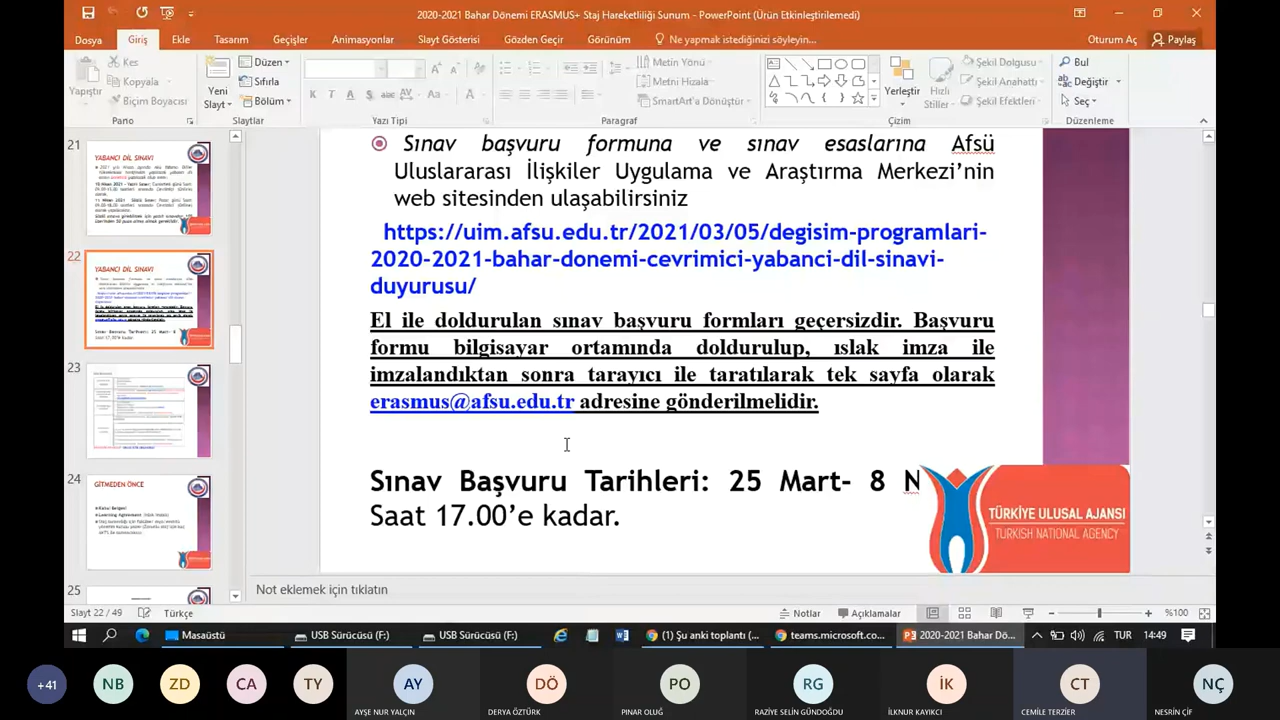 2020-2021 Bahar Dönemi ERASMUS+ Staj Hareketliliği Sunum - PowerPoint (Ürün Etkinleştirilemedi)
Dosya Giriş Ekle Tasarım Geçişler Animasyonlar Slayt Gösterisi Gözden Geçir Görünüm Ne yapmak istediğinizi söyleyin... Oturum Aç Paylaş
Yapıştır
Kes
Kopyala
Biçim Boyacısı
Pano
Yeni
Slayt
Düzen
Sıfırla
Bölüm
Slaytlar
K T A S abc AV Aa A
Yazı Tipi
Metin Yönü
Metni Hizala
SmartArt'a Dönüştür
Paragraf
Yerleştir
Hızlı
Stiller
Şekil Dolgusu
Şekil Anahattı
Şekil Efektleri
Çizim
Bul
Değiştir
Seç
Düzenleme
21
YABANCI DİL SINAVI
22
YABANCI DİL SINAVI
23
24
GİTMEDEN ÖNCE
25
Sınav başvuru formuna ve sınav esaslarına Afsü
Uluslararası İlişkiler Uygulama ve Araştırma Merkezi'nin
web sitesinden ulaşabilirsiniz
https://uim.afsu.edu.tr/2021/03/05/degisim-programlari-
2020-2021-bahar-donemi-cevrimici-yabanci-dil-sinavi-
duyurusu/
El ile doldurulan sınav başvuru formları geçersizdir. Başvuru
formu bilgisayar ortamında doldurulup, ıslak imza ile
imzalandıktan sonra tarayıcı ile taratılarak tek sayfa olarak
erasmus@afsu.edu.tr adresine gönderilmelidir.
Sınav Başvuru Tarihleri: 25 Mart- 8 N
Saat 17.00'e kadar.
TÜRKİYE ULUSAL AJANSI
TURKISH NATIONAL AGENCY
Not eklemek için tıklatın
Slayt 22 / 49 Türkçe Notlar Açıklamalar %100
Masaüstü USB Sürücüsü (F:) USB Sürücüsü (F:) (1) Şu anki toplantı (... teams.microsoft.co... 2020-2021 Bahar Dö... TUR 14:49
+41 NB ZD CA TY AY DÖ PO RG İK CT NÇ
AYŞE NUR YALÇIN DERYA ÖZTÜRK PINAR OLUĞ RAZİYE SELİN GÜNDOĞDU İLKNUR KAYIKCI CEMİLE TERZİER NESRİN ÇİF